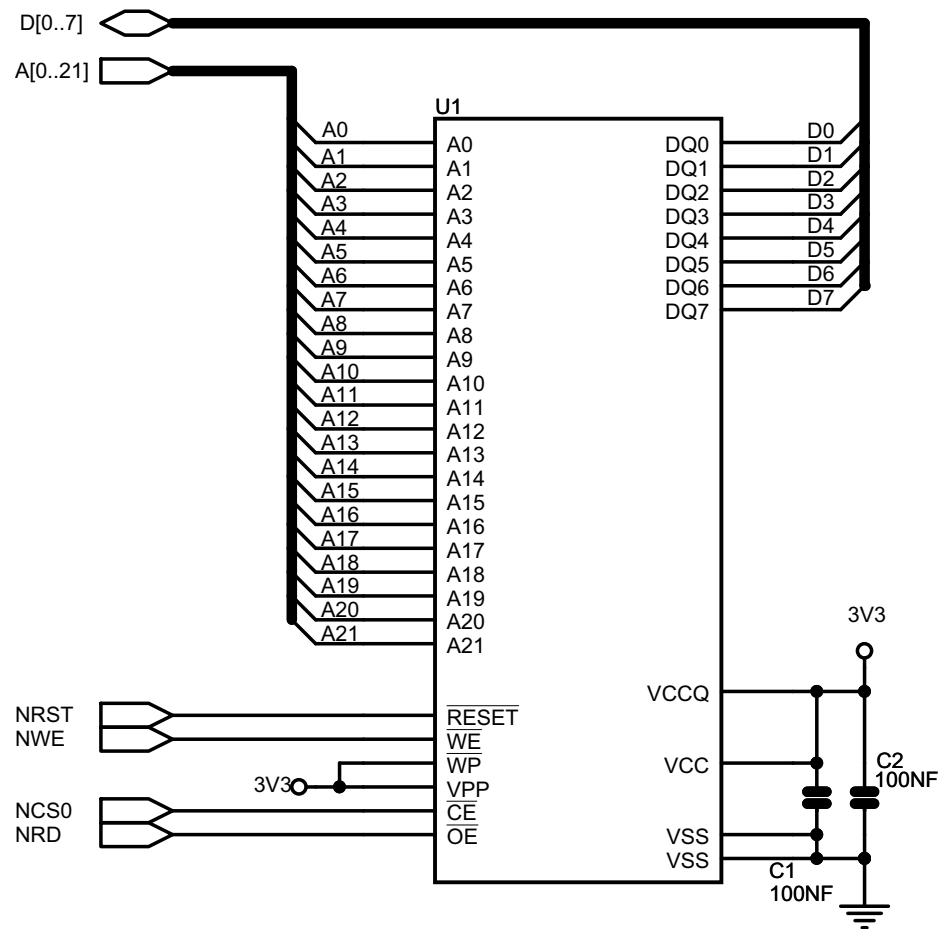 D[0..7]
A[0..21]
U1
A0 A0 DQ0 D0
A1 A1 DQ1 D1
A2 A2 DQ2 D2
A3 A3 DQ3 D3
A4 A4 DQ4 D4
A5 A5 DQ5 D5
A6 A6 DQ6 D6
A7 A7 DQ7 D7
A8 A8
A9 A9
A10 A10
A11 A11
A12 A12
A13 A13
A14 A14
A15 A15
A16 A16
A17 A17
A18 A18
A19 A19
A20 A20
A21 A21
3V3
VCCQ
NRST RESET
NWE WE
WP VCC
C2
100NF
3V3 VPP
NCS0 CE
NRD OE VSS
VSS
C1
100NF